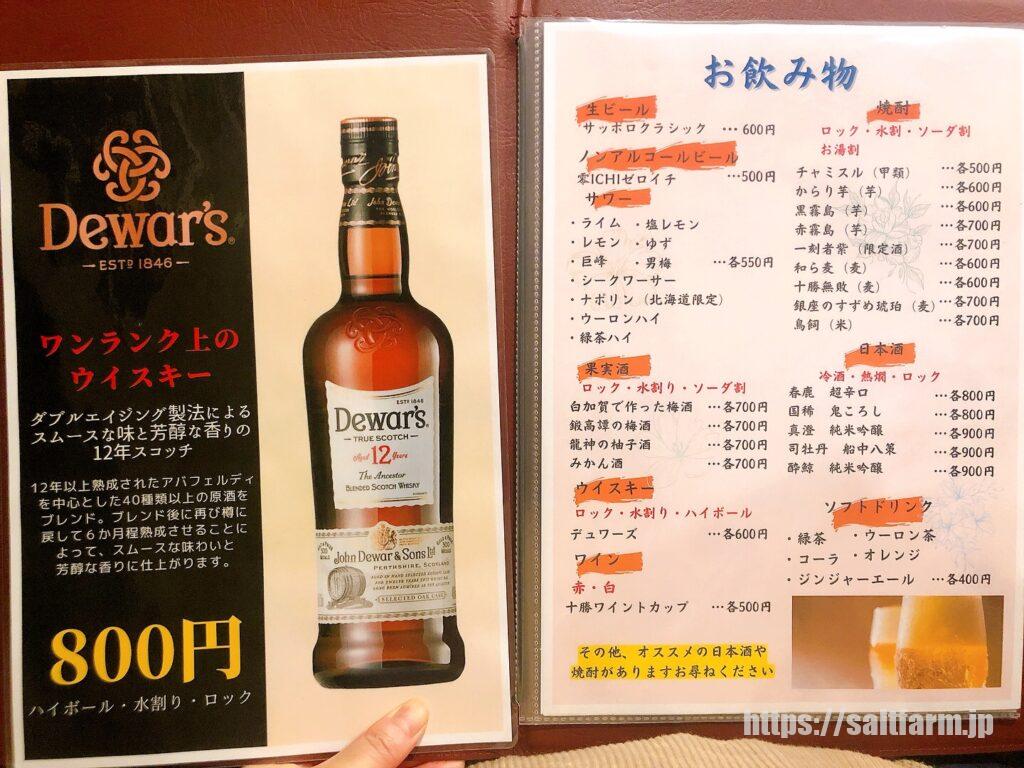 Dewar's®
ESTD 1846
ワンランク上の
ウイスキー
ダブルエイジング製法による
スムースな味と芳醇な香りの
12年スコッチ
12年以上熟成されたアバフェルディ
を中心とした40種類以上の原酒を
ブレンド。ブレンド後に再び樽に
戻して6か月程熟成させることに
よって、スムースな味わいと
芳醇な香りに仕上がります。
800円
ハイボール・水割り・ロック
ESTD 1846
Dewar's®
TRUE SCOTCH
Aged 12 Years
The Ancestor
BLENDED SCOTCH WHISKY
John Dewar & Sons Ltd
PERTHSHIRE, SCOTLAND
SELECTED OAK CASKS
お飲み物
生ビール
サッポロクラシック …600円
ノンアルコールビール
零ICHIゼロイチ …500円
サワー
・ライム ・塩レモン
・レモン ・ゆず
・巨峰 ・男梅 …各550円
・シークワーサー
・ナポリン（北海道限定）
・ウーロンハイ
・緑茶ハイ
果実酒
ロック・水割り・ソーダ割
白加賀で作った梅酒 …各700円
鍛高譚の梅酒 …各700円
龍神の柚子酒 …各700円
みかん酒 …各700円
ウイスキー
ロック・水割り・ハイボール
デュワーズ …各600円
ワイン
赤・白
十勝ワイントカップ …各500円
その他、オススメの日本酒や
焼酎がありますお尋ねください
焼酎
ロック・水割・ソーダ割
お湯割
チャミスル（甲類） …各500円
からり芋（芋） …各600円
黒霧島（芋） …各600円
赤霧島（芋） …各700円
一刻者紫（限定酒） …各700円
和ら麦（麦） …各600円
十勝無敗（麦） …各600円
銀座のすずめ琥珀（麦） …各700円
鳥飼（米） …各700円
日本酒
冷酒・熱燗・ロック
春鹿 超辛口 …各800円
国稀 鬼ころし …各800円
真澄 純米吟醸 …各900円
司牡丹 船中八策 …各900円
酔鯨 純米吟醸 …各900円
ソフトドリンク
・緑茶 ・ウーロン茶
・コーラ ・オレンジ
・ジンジャーエール …各400円
https://saltfarm.jp